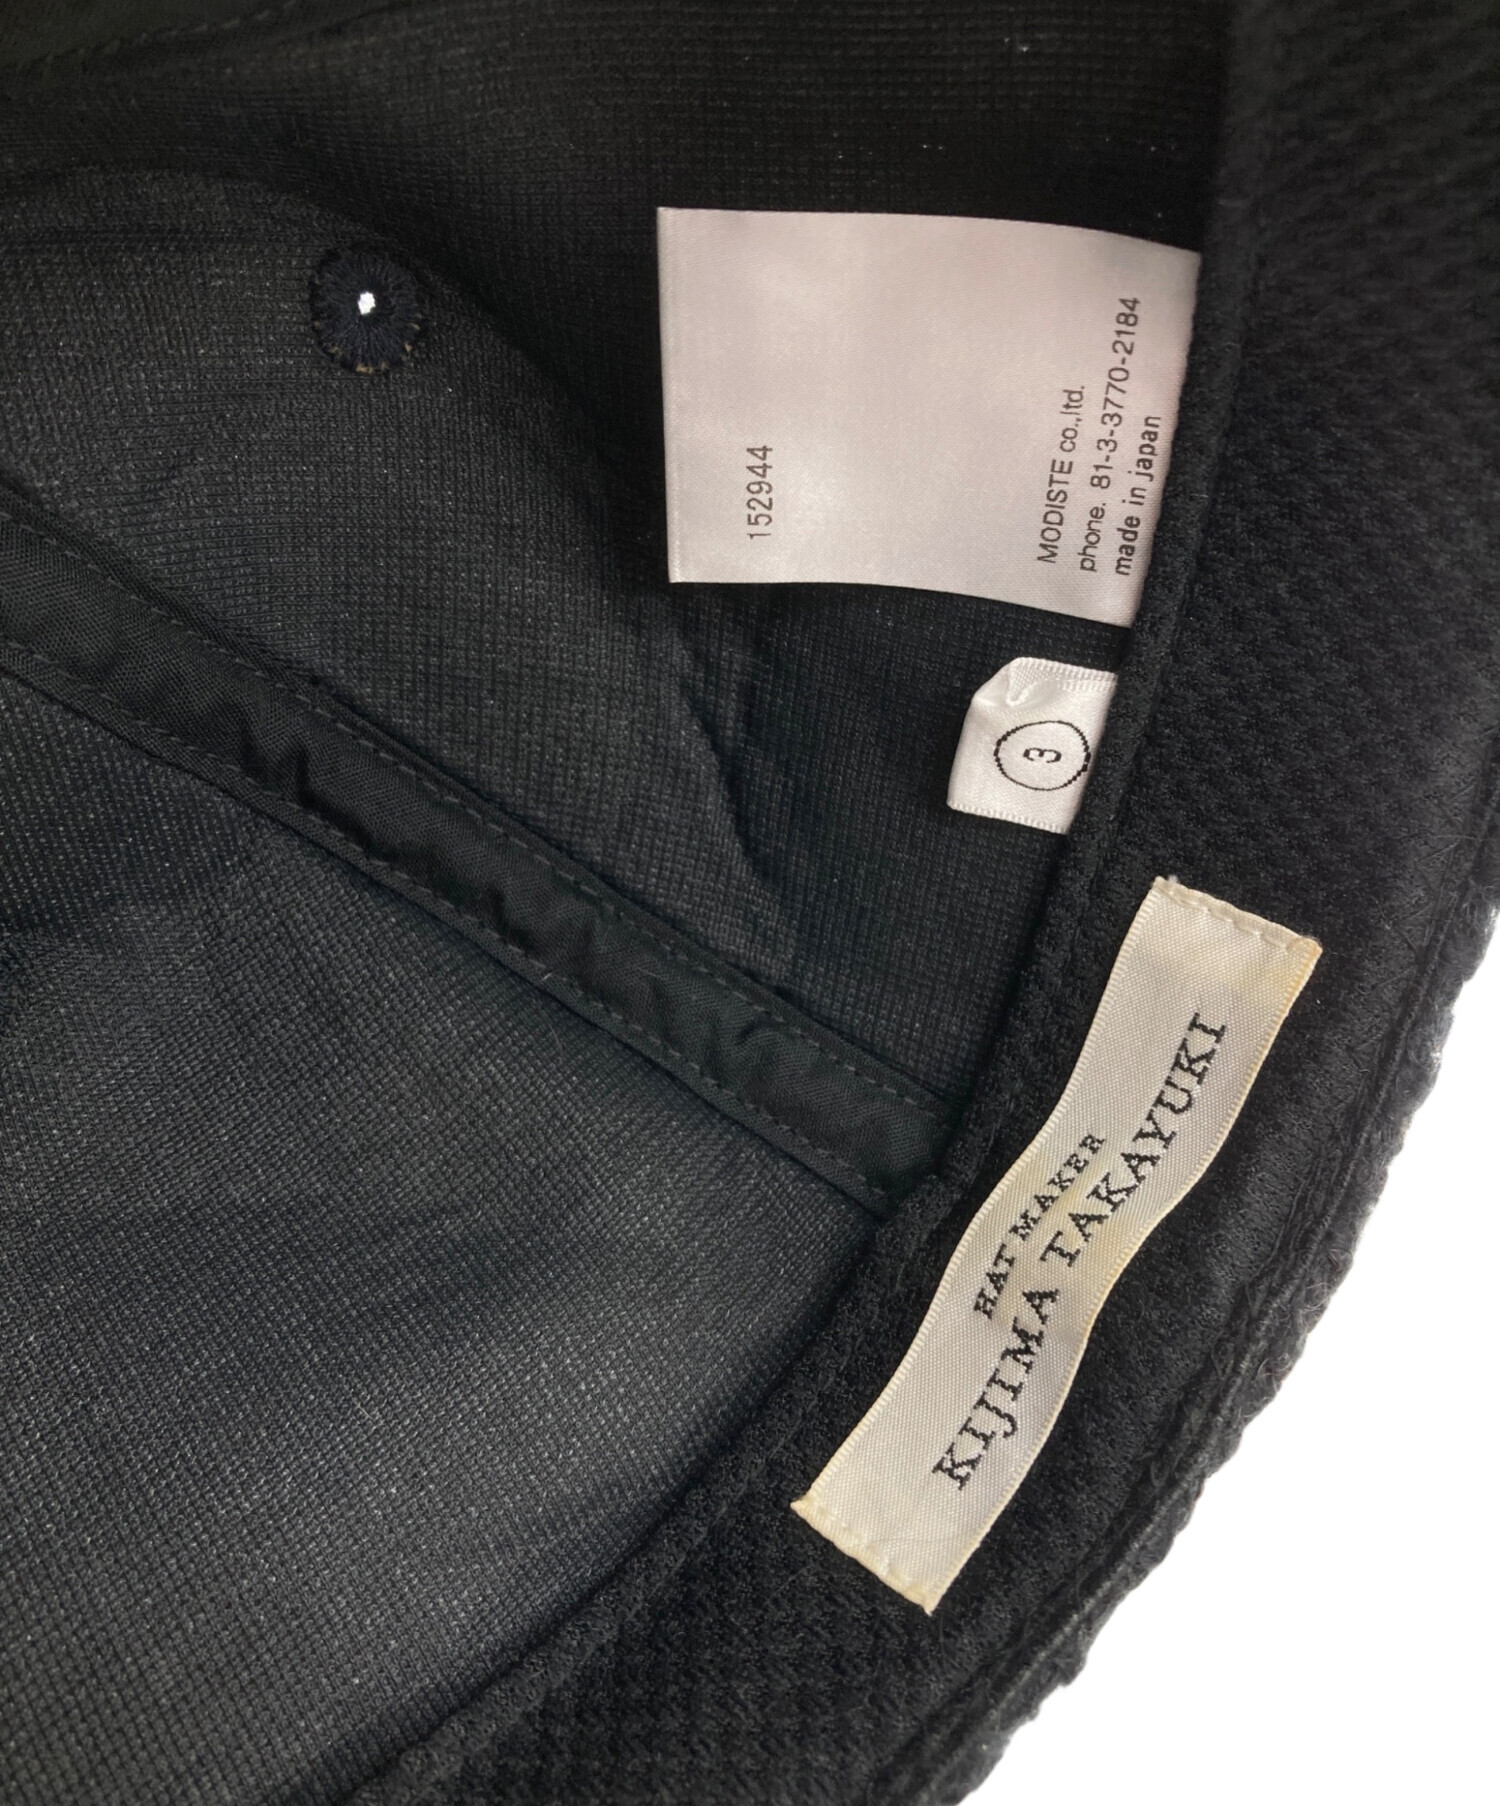 152944
MODISTE co.,ltd.
phone. 81-3-3770-2184
made in japan
3
HAT MAKER
KIJIMA TAKAYUKI